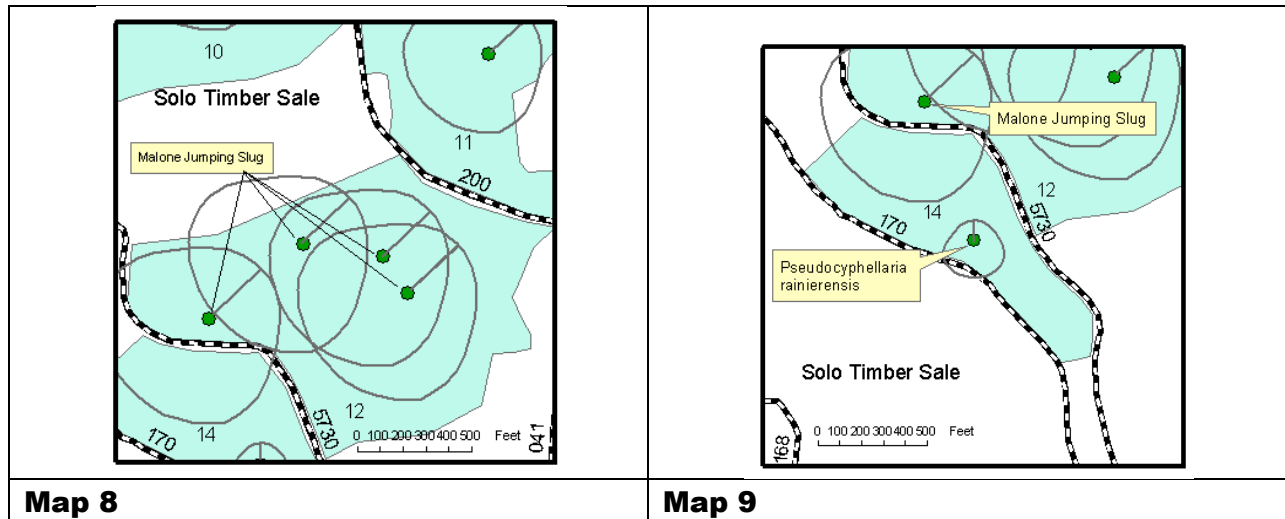 10
Solo Timber Sale
11
Malone Jumping Slug
200
12
5730
0 100 200 300 400 500 Feet
14
170
041
Map 8
Malone Jumping Slug
12
14
5730
170
Pseudocyphellaria
rainierensis
Solo Timber Sale
0 100 200 300 400 500 Feet
168
Map 9